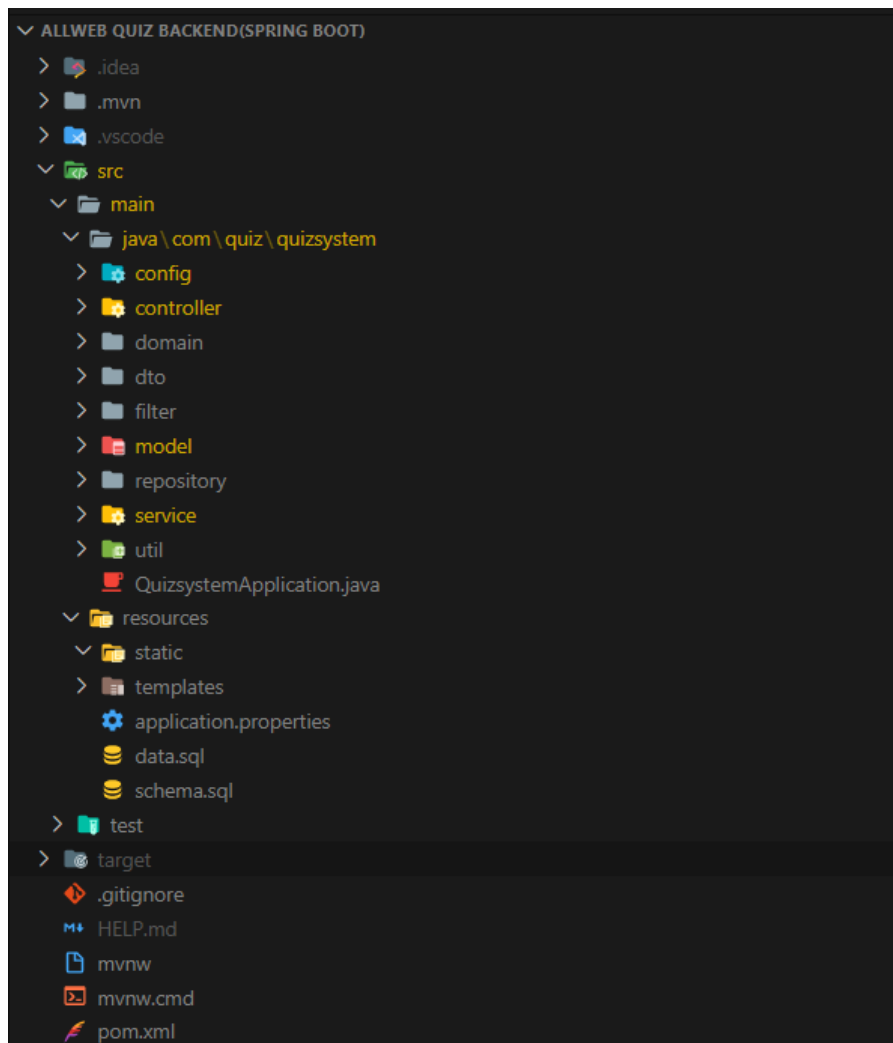 ALLWEB QUIZ BACKEND(SPRING BOOT)
.idea
.mvn
.vscode
src
main
java\com\quiz\quizsystem
config
controller
domain
dto
filter
model
repository
service
util
QuizsystemApplication.java
resources
static
templates
application.properties
data.sql
schema.sql
test
target
.gitignore
HELP.md
mvnw
mvnw.cmd
pom.xml